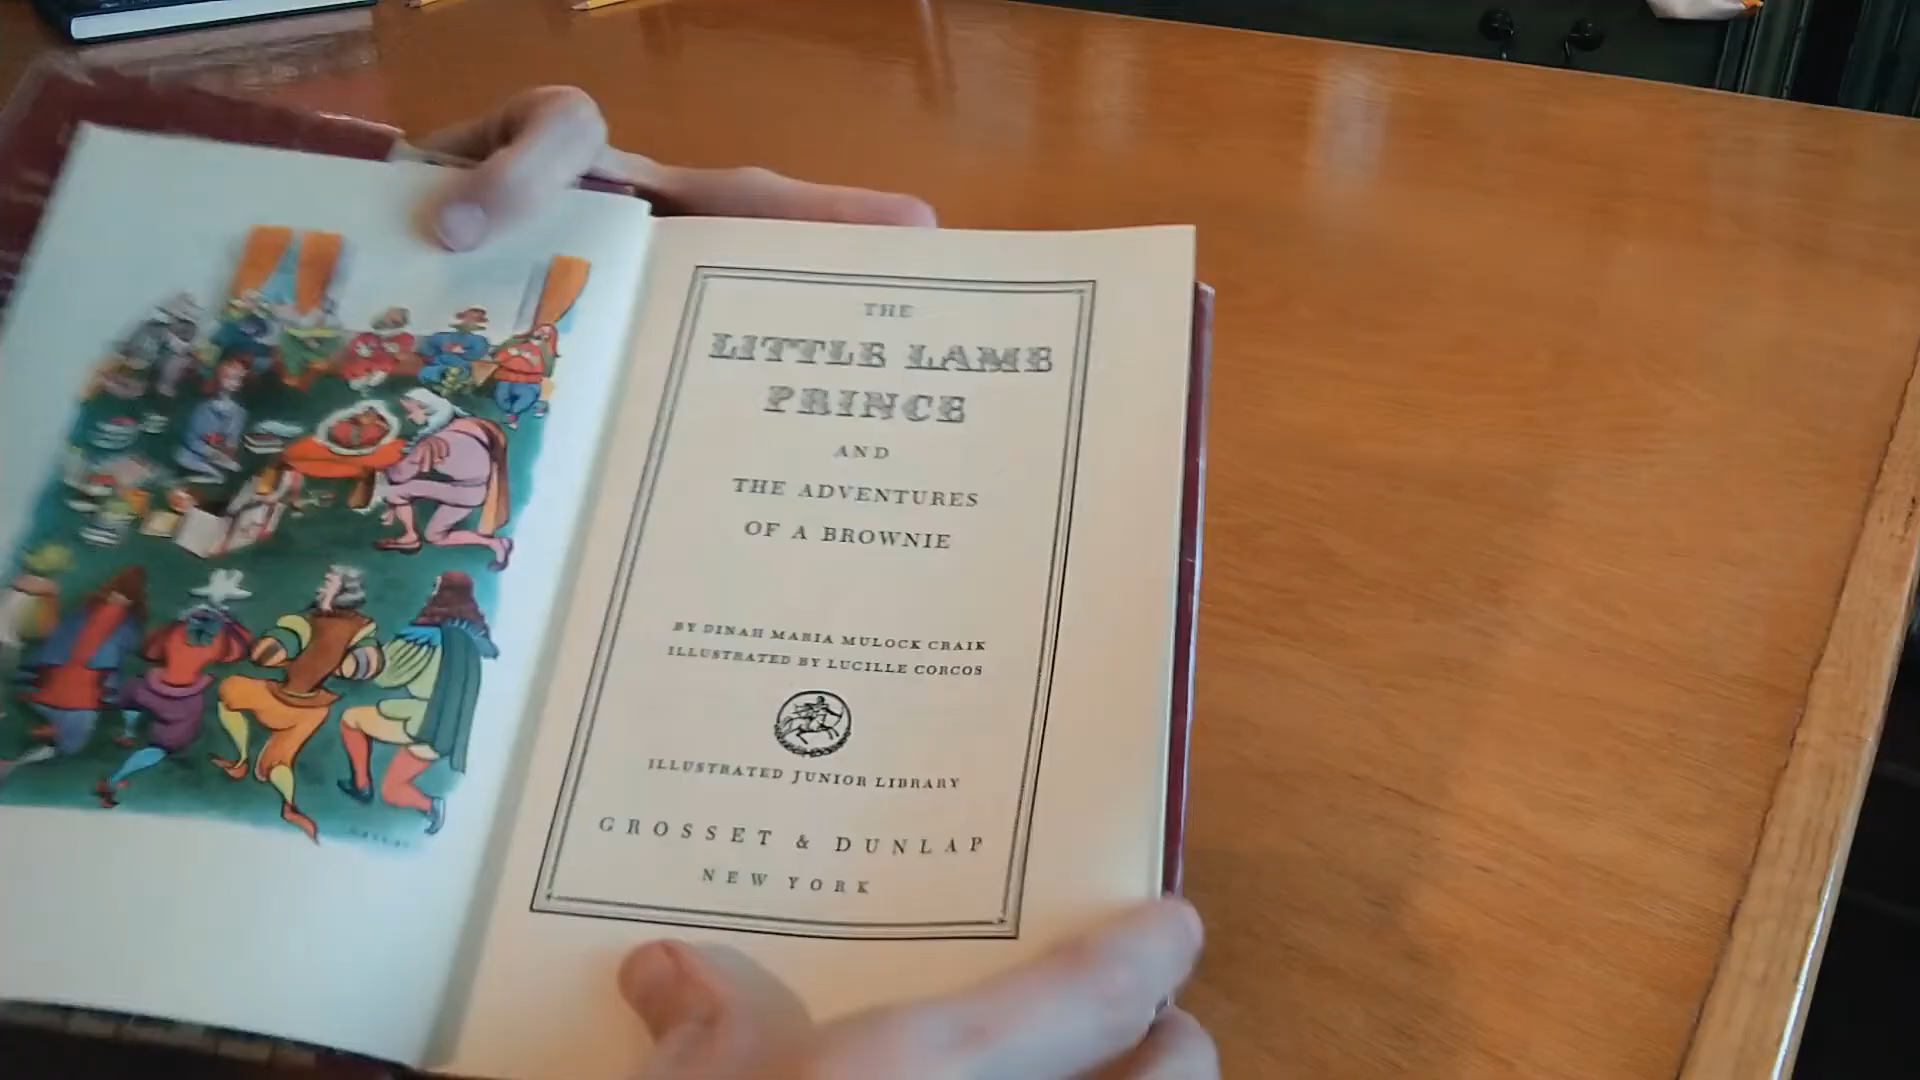 THE
LITTLE LAME
PRINCE
AND
THE ADVENTURES
OF A BROWNIE
BY DINAH MARIA MULOCK CRAIK
ILLUSTRATED BY LUCILLE CORCOS
ILLUSTRATED JUNIOR LIBRARY
GROSSET & DUNLAP
NEW YORK